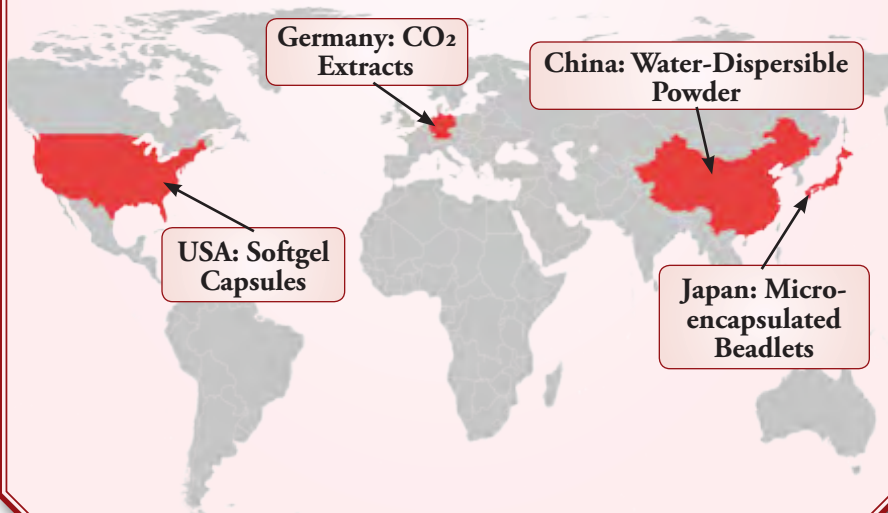 Germany: CO₂
Extracts
China: Water-Dispersible
Powder
USA: Softgel
Capsules
Japan: Micro-
encapsulated
Beadlets